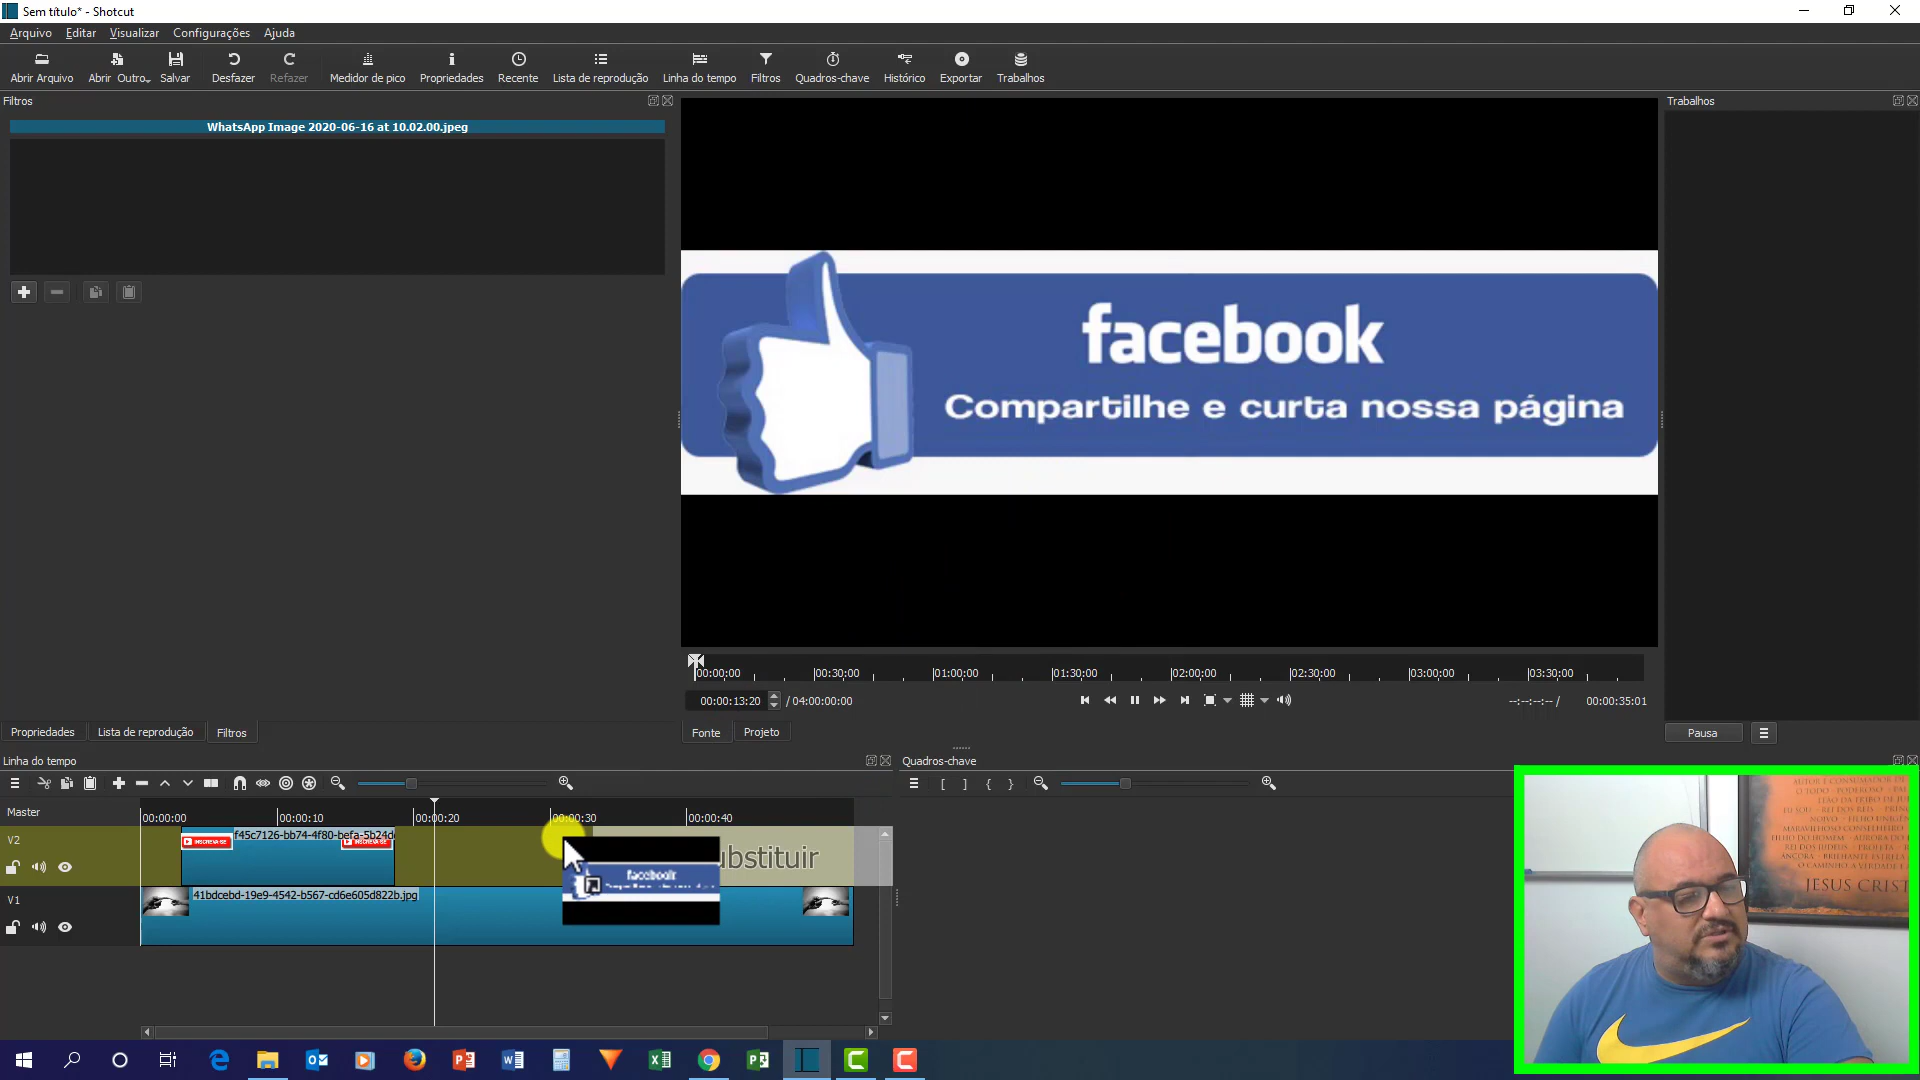 Sem título* - Shotcut
Arquivo Editar Visualizar Configurações Ajuda
Abrir Arquivo Abrir Outro Salvar Desfazer Refazer Medidor de pico Propriedades Recente Lista de reprodução Linha do tempo Filtros Quadros-chave Histórico Exportar Trabalhos
Filtros
Trabalhos
WhatsApp Image 2020-06-16 at 10.02.00.jpeg
facebook
Compartilhe e curta nossa página
00:00:00 00:30:00 01:00:00 01:30:00 02:00:00 02:30:00 03:00:00 03:30:00
00:00:13:20 / 04:00:00:00 --:--:--:-- / 00:00:35:01
Propriedades Lista de reprodução Filtros
Fonte Projeto
Pausa
Linha do tempo
Quadros-chave
Master
00:00:00 00:00:10 00:00:20 00:00:30 00:00:40
V2
f45c7126-bb74-4f80-befa-5b24d
INSCREVA-SE INSCREVA-SE
ubstituir
facebook
V1
41bdcebd-19e9-4542-b567-cd6e605d822b.jpg
AUTOR E CONSUMADOR
JESUS CRIST